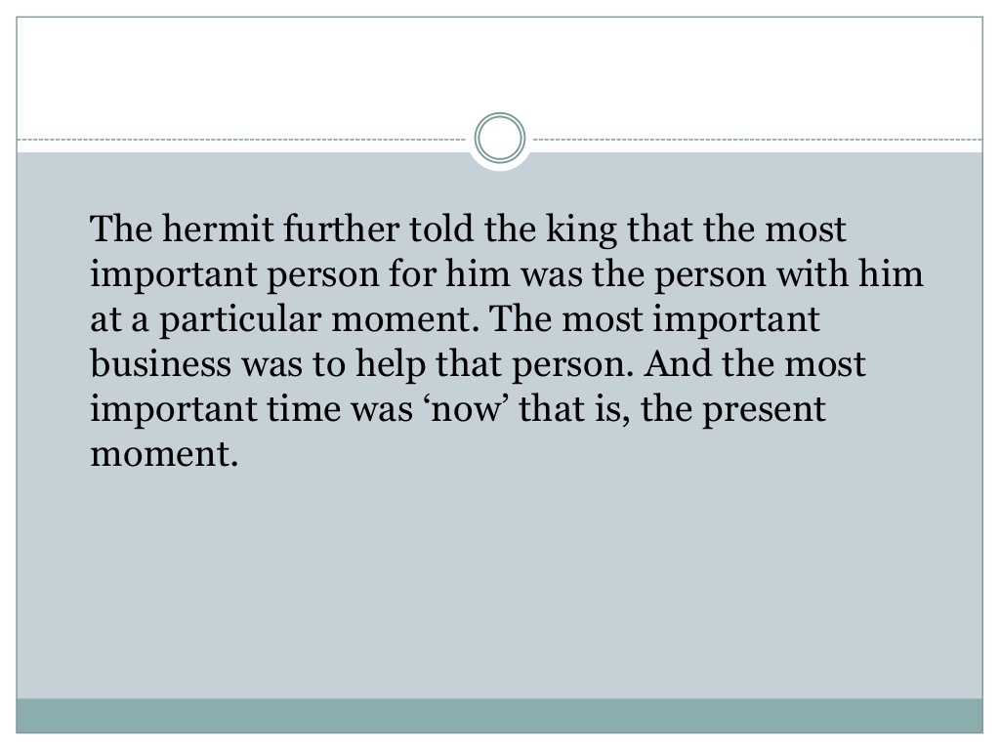 The hermit further told the king that the most
important person for him was the person with him
at a particular moment. The most important
business was to help that person. And the most
important time was ‘now’ that is, the present
moment.